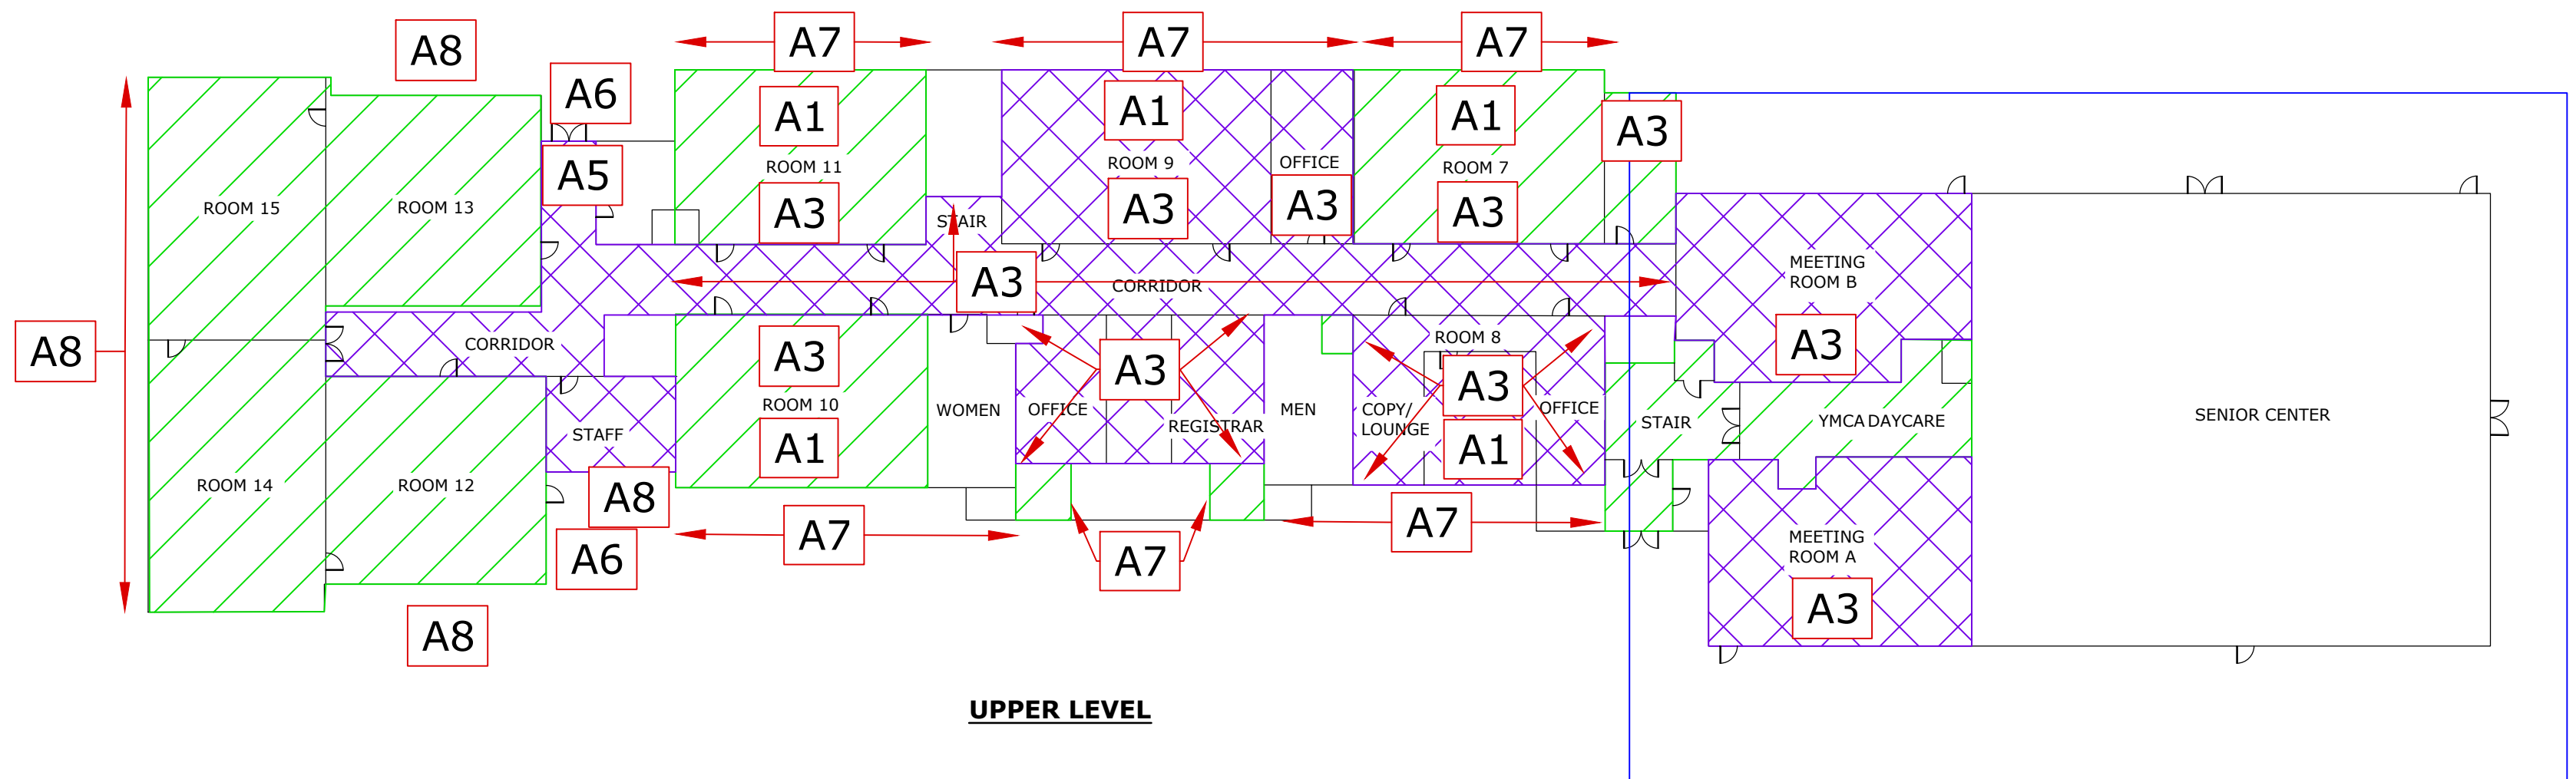 A8
A7
A7
A7
A6
A1
A1
A1
A3
A5
ROOM 11
ROOM 9
OFFICE
ROOM 7
ROOM 15
ROOM 13
A3
A3
A3
A3
STAIR
MEETING
ROOM B
A3
CORRIDOR
A8
CORRIDOR
A3
A3
ROOM 8
A3
A3
ROOM 10
WOMEN
OFFICE
REGISTRAR
MEN
COPY/
LOUNGE
OFFICE
STAIR
YMCA DAYCARE
SENIOR CENTER
STAFF
A1
A1
ROOM 14
ROOM 12
A8
A7
A7
A7
A6
MEETING
ROOM A
A3
A8
UPPER LEVEL